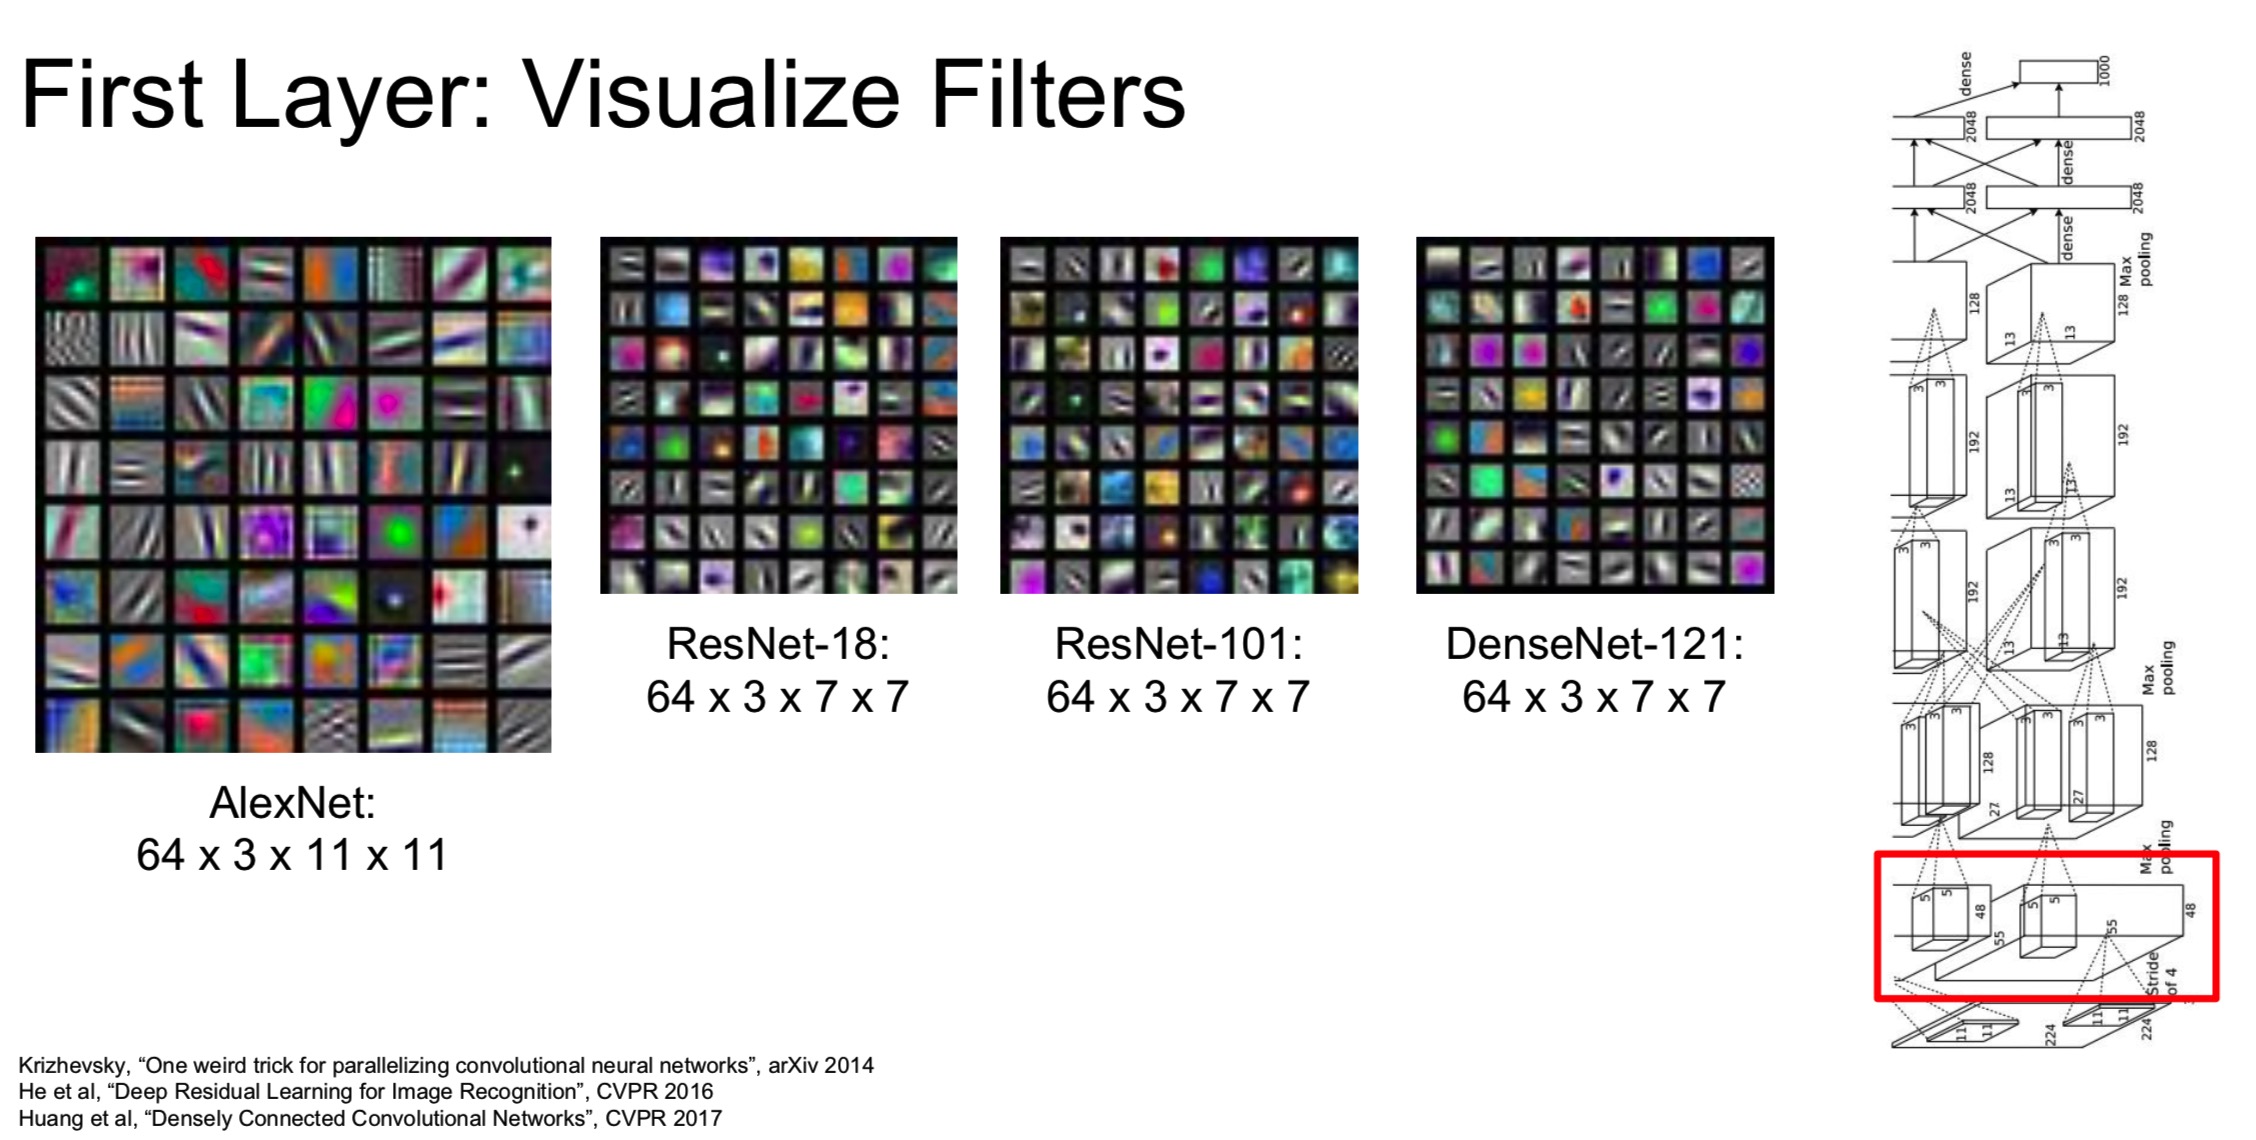 First Layer: Visualize Filters
AlexNet:
64 x 3 x 11 x 11
ResNet-18:
64 x 3 x 7 x 7
ResNet-101:
64 x 3 x 7 x 7
DenseNet-121:
64 x 3 x 7 x 7
dense
1000
2048
2048
dense
2048
2048
dense
Max
pooling
128
128
13
13
3
3
3
3
192
192
13
13
3
3
3
3
192
192
13
13
Max
pooling
3
3
3
3
3
3
3
128
128
27
27
Max
pooling
5
5
5
5
48
48
55
55
Stride
of 4
11
11
11
11
224
224
Krizhevsky, “One weird trick for parallelizing convolutional neural networks”, arXiv 2014
He et al, “Deep Residual Learning for Image Recognition”, CVPR 2016
Huang et al, “Densely Connected Convolutional Networks”, CVPR 2017